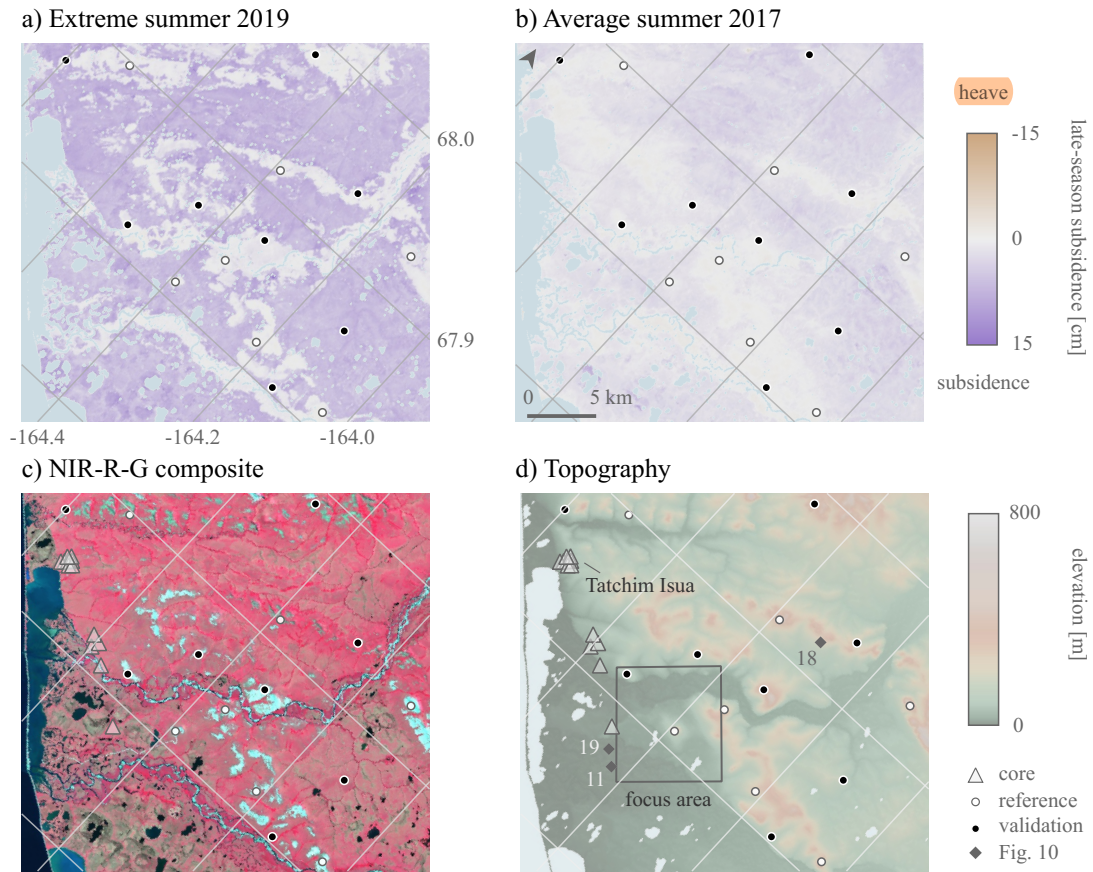 a) Extreme summer 2019
b) Average summer 2017
heave
-15
0
15
late-season subsidence [cm]
subsidence
68.0
67.9
0 5 km
-164.4 -164.2 -164.0
c) NIR-R-G composite
d) Topography
Tatchim Isua
18
19
11
focus area
800
0
elevation [m]
core
reference
validation
Fig. 10